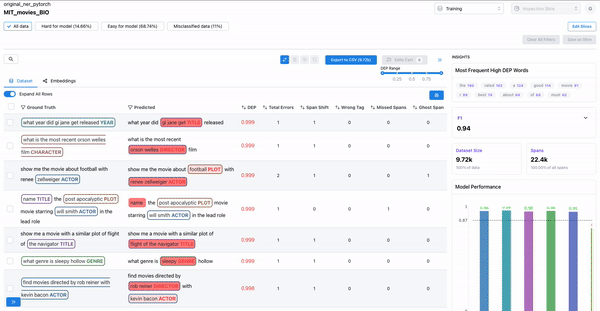 original_ner_pytorch
MIT_movies_BIO
Training
Inspection Slice
All data
Hard for model (14.66%)
Easy for model (68.74%)
Misclassified data (11%)
Edit Slices
Clear All Filters
Save as Slice
Export to CSV (9.72k)
Edits Cart
DEP Range
0.25 0.5 0.75
Dataset
Embeddings
Expand All Rows
Ground Truth
Predicted
DEP
Total Errors
Span Shift
Wrong Tag
Missed Spans
Ghost Span
what year did gi jane get released YEAR
what year did gi jane get TITLE released
0.999 1 1 0 0 0
what is the most recent orson welles
film CHARACTER
what is the most recent
orson welles DIRECTOR film
0.999 1 1 0 0 0
show me the movie about football with
renee zellweger ACTOR
show me the movie about football PLOT with
renee zellweger ACTOR
0.999 2 1 0 0 1
name TITLE the post apocalyptic PLOT
movie starring will smith ACTOR in the
lead role
name the post apocalyptic PLOT movie
starring will smith ACTOR in the lead role
0.999 1 0 0 1 0
show me a movie with a similar plot of flight
of the navigator TITLE
show me a movie with a similar plot of
flight of the navigator TITLE
0.999 1 1 0 0 0
what genre is sleepy hollow GENRE
what genre is sleepy GENRE hollow
0.999 1 1 0 0 0
find movies directed by rob reiner with
kevin bacon ACTOR
find movies directed by
rob reiner DIRECTOR with
kevin bacon ACTOR
0.998 1 1 0 0 0
INSIGHTS
Most Frequent High DEP Words
F1
0.94
Dataset Size
9.72k
100% of data
Spans
22.4k
100.00% of all spans
Model Performance
1
0.87